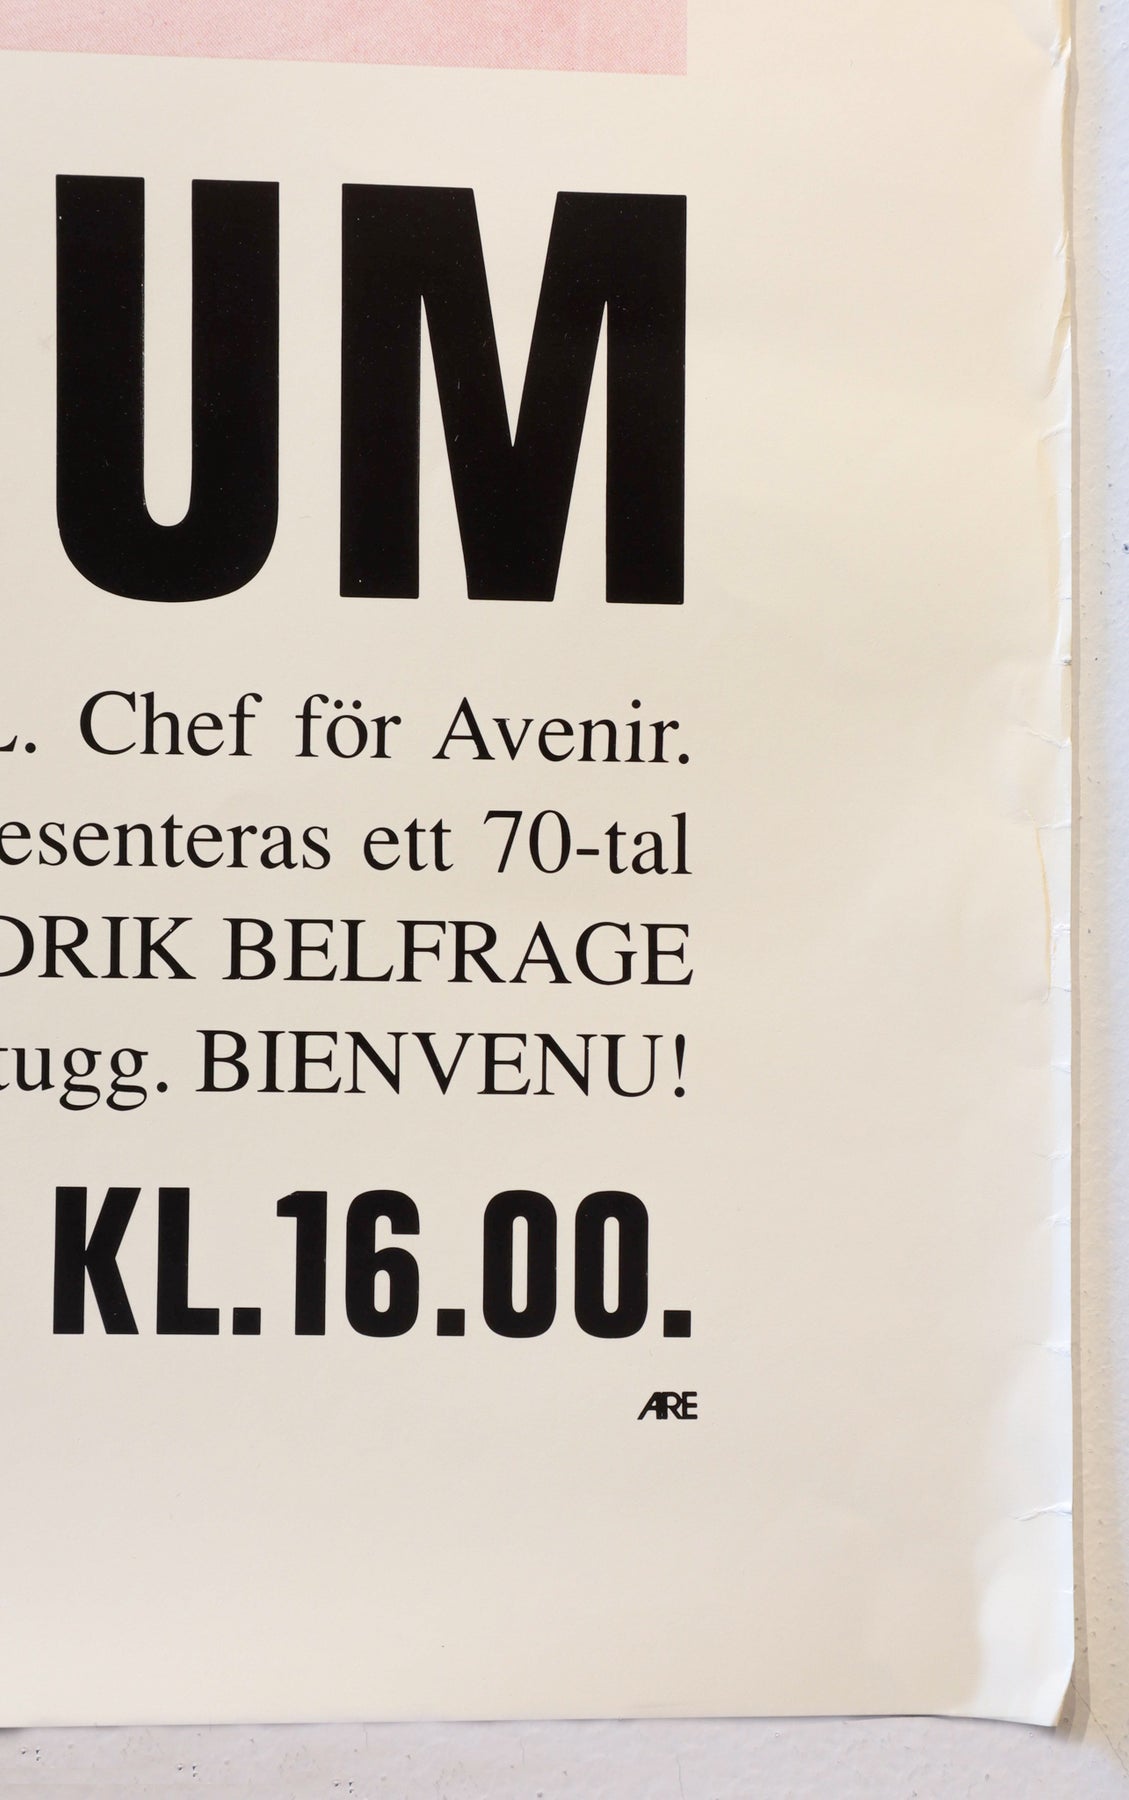 UM
L. Chef för Avenir.
esenteras ett 70-tal
DRIK BELFRAGE
tugg. BIENVENU!
KL.16.00.
ARE